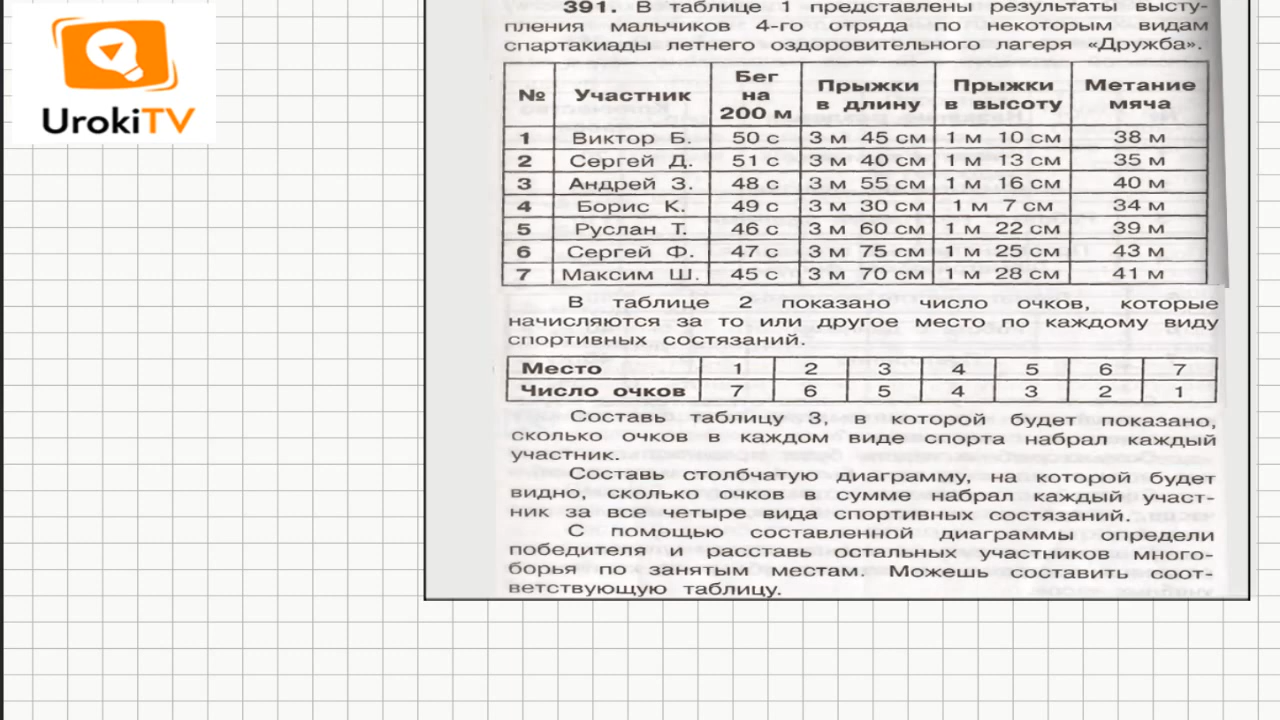 UrokiTV
391. В таблице 1 представлены результаты высту-
пления мальчиков 4-го отряда по некоторым видам
спартакиады летнего оздоровительного лагеря «Дружба».
№ Участник Бег на 200 м Прыжки в длину Прыжки в высоту Метание мяча
1 Виктор Б. 50 с 3 м 45 см 1 м 10 см 38 м
2 Сергей Д. 51 с 3 м 40 см 1 м 13 см 35 м
3 Андрей З. 48 с 3 м 55 см 1 м 16 см 40 м
4 Борис К. 49 с 3 м 30 см 1 м 7 см 34 м
5 Руслан Т. 46 с 3 м 60 см 1 м 22 см 39 м
6 Сергей Ф. 47 с 3 м 75 см 1 м 25 см 43 м
7 Максим Ш. 45 с 3 м 70 см 1 м 28 см 41 м
В таблице 2 показано число очков, которые
начисляются за то или другое место по каждому виду
спортивных состязаний.
Место 1 2 3 4 5 6 7
Число очков 7 6 5 4 3 2 1
Составь таблицу 3, в которой будет показано,
сколько очков в каждом виде спорта набрал каждый
участник.
Составь столбчатую диаграмму, на которой будет
видно, сколько очков в сумме набрал каждый участ-
ник за все четыре вида спортивных состязаний.
С помощью составленной диаграммы определи
победителя и расставь остальных участников много-
борья по занятым местам. Можешь составить соот-
ветствующую таблицу.